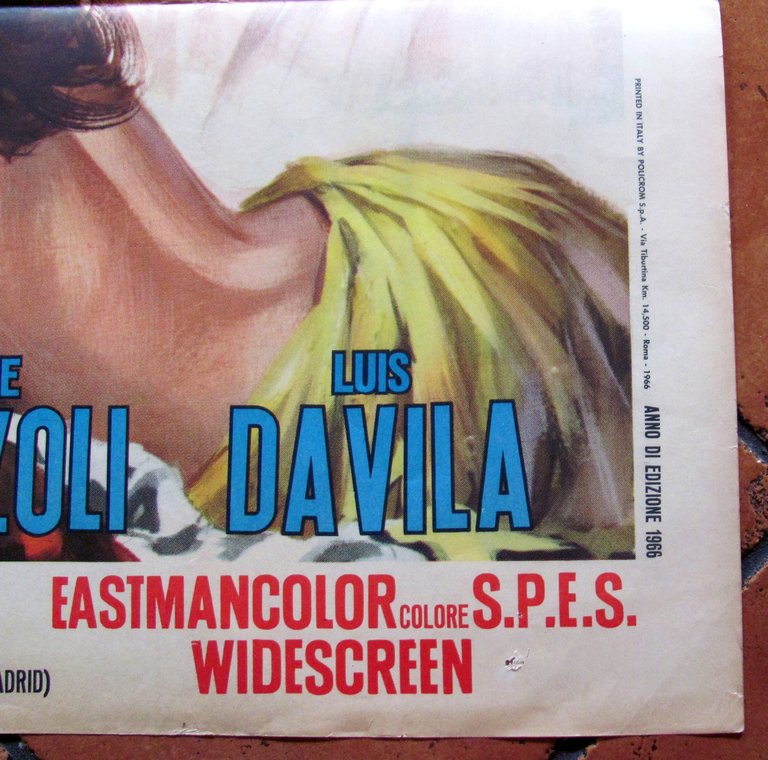 E
LUIS
ZOLI
DAVILA
EASTMANCOLOR COLORE S.P.E.S.
WIDESCREEN
ADRID)
PRINTED IN ITALY BY POLICROM S.p.A. - Via Tiburtina Km. 14,500 - Roma - 1966 ANNO DI EDIZIONE 1966